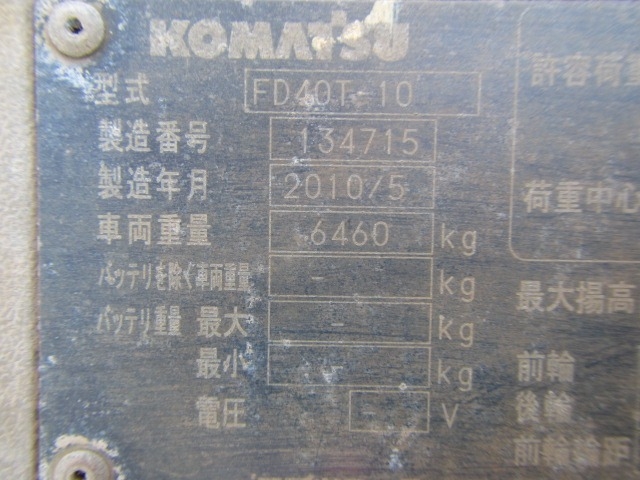 KOMATSU
型式 FD40T-10
製造番号 134715
製造年月 2010/5
車両重量 6460 kg
バッテリを除く車両重量 - kg
バッテリ重量 最大 - kg
最小 - kg
電圧 - V
許容荷重
荷重中心
最大揚高
前輪
後輪
前輪輪距